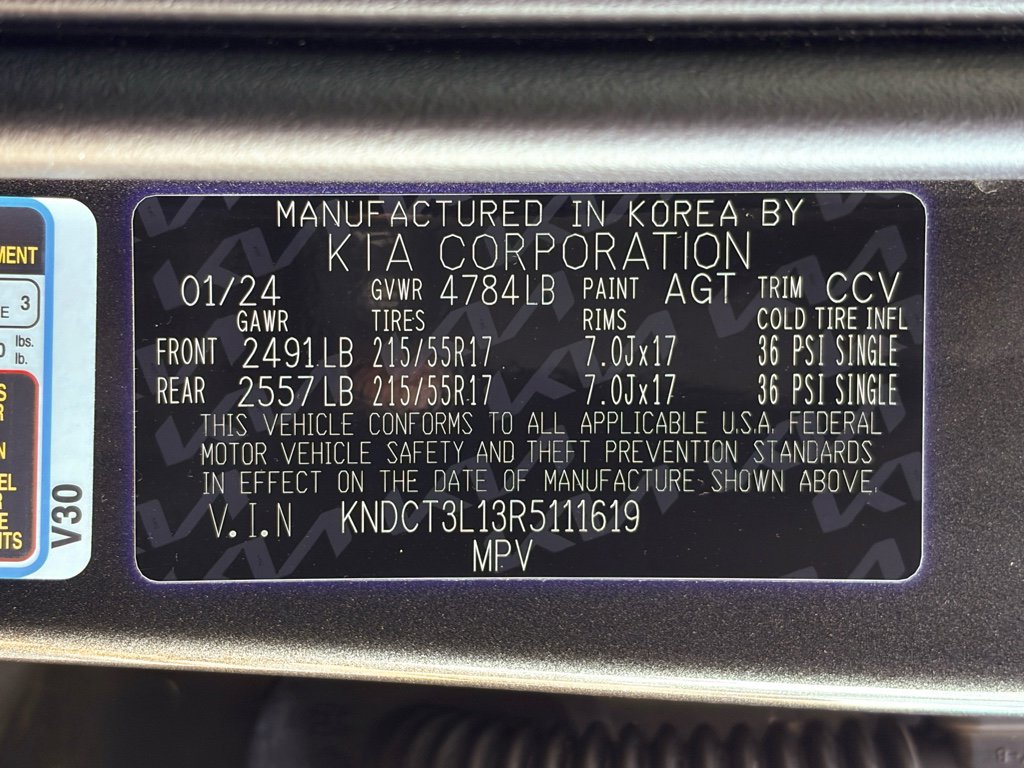 MANUFACTURED IN KOREA BY
KIA CORPORATION
01/24 GVWR 4784LB PAINT AGT TRIM CCV
GAWR TIRES RIMS COLD TIRE INFL
FRONT 2491LB 215/55R17 7.0Jx17 36 PSI SINGLE
REAR 2557LB 215/55R17 7.0Jx17 36 PSI SINGLE
THIS VEHICLE CONFORMS TO ALL APPLICABLE U.S.A. FEDERAL
MOTOR VEHICLE SAFETY AND THEFT PREVENTION STANDARDS
IN EFFECT ON THE DATE OF MANUFACTURE SHOWN ABOVE.
V.I.N KNDCT3L13R5111619
MPV
3
lbs.
lb.
V30